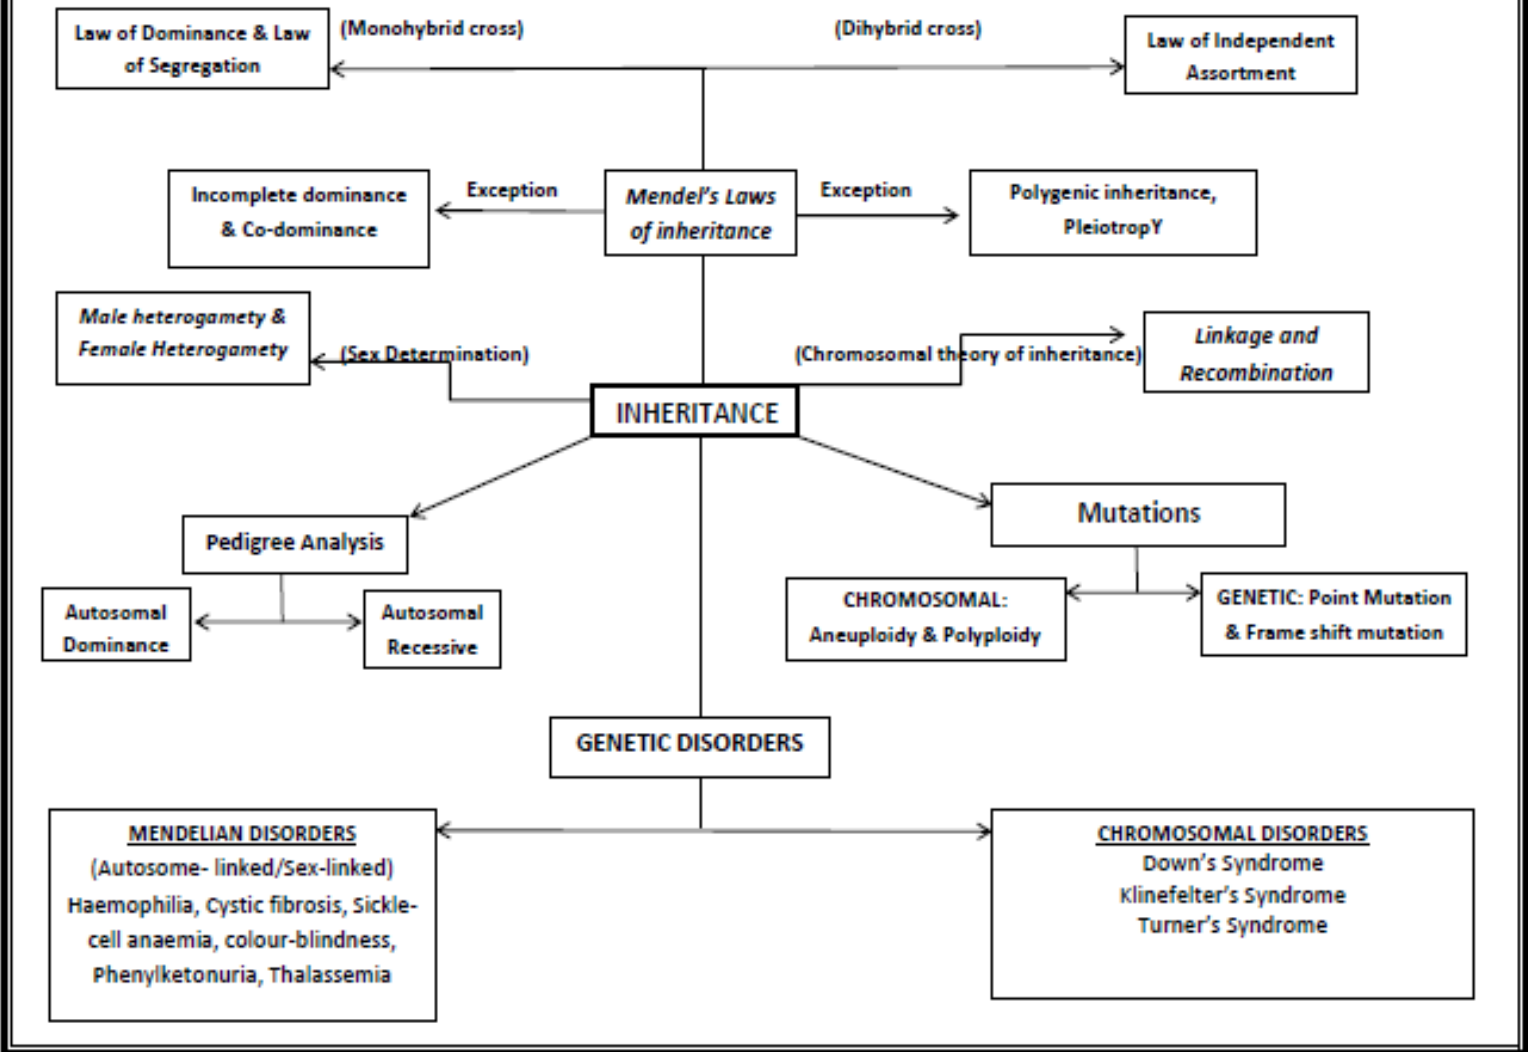 Law of Dominance & Law
of Segregation
(Monohybrid cross)
(Dihybrid cross)
Law of Independent
Assortment
Incomplete dominance
& Co-dominance
Exception
Mendel's Laws
of inheritance
Exception
Polygenic inheritance,
PleiotropY
Male heterogamety &
Female Heterogamety
(Sex Determination)
(Chromosomal theory of inheritance)
Linkage and
Recombination
INHERITANCE
Pedigree Analysis
Mutations
Autosomal
Dominance
Autosomal
Recessive
CHROMOSOMAL:
Aneuploidy & Polyploidy
GENETIC: Point Mutation
& Frame shift mutation
GENETIC DISORDERS
MENDELIAN DISORDERS
(Autosome- linked/Sex-linked)
Haemophilia, Cystic fibrosis, Sickle-
cell anaemia, colour-blindness,
Phenylketonuria, Thalassemia
CHROMOSOMAL DISORDERS
Down's Syndrome
Klinefelter's Syndrome
Turner's Syndrome